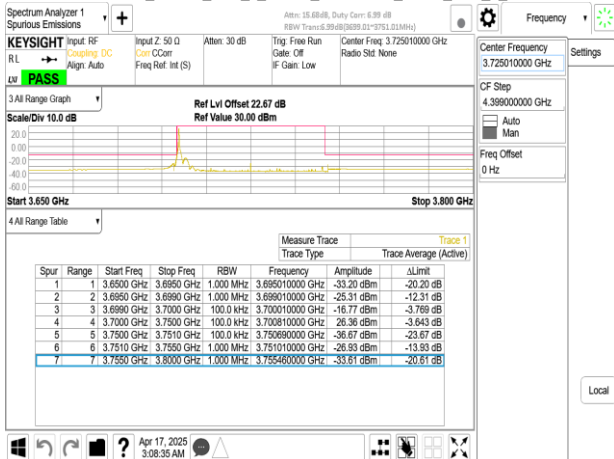 Spectrum Analyzer 1
Spurious Emissions
Attn: 15.68dB, Duty Corr: 6.99 dB
RBW Trans:6.99dB(3699.01~3751.01MHz)
Frequency
KEYSIGHT
RL
PASS
Input: RF
Coupling: DC
Align: Auto
Input Z: 50 Ω
Corr CCorr
Freq Ref: Int (S)
Atten: 30 dB
Trig: Free Run
Gate: Off
IF Gain: Low
Center Freq: 3.725010000 GHz
Radio Std: None
Center Frequency
3.725010000 GHz
Settings
CF Step
4.399000000 GHz
Auto
Man
Freq Offset
0 Hz
Local
3 All Range Graph
Scale/Div 10.0 dB
Ref Lvl Offset 22.67 dB
Ref Value 30.00 dBm
20.0
0.00
-20.0
-40.0
-60.0
Start 3.650 GHz
Stop 3.800 GHz
4 All Range Table
Measure Trace Trace 1
Trace Type Trace Average (Active)
Spur Range Start Freq Stop Freq RBW Frequency Amplitude ΔLimit
1 1 3.6500 GHz 3.6950 GHz 1.000 MHz 3.695010000 GHz -33.20 dBm -20.20 dB
2 2 3.6950 GHz 3.6990 GHz 1.000 MHz 3.699010000 GHz -25.31 dBm -12.31 dB
3 3 3.6990 GHz 3.7000 GHz 100.0 kHz 3.700010000 GHz -16.77 dBm -3.769 dB
4 4 3.7000 GHz 3.7500 GHz 100.0 kHz 3.700810000 GHz 26.36 dBm -3.643 dB
5 5 3.7500 GHz 3.7510 GHz 100.0 kHz 3.750690000 GHz -36.67 dBm -23.67 dB
6 6 3.7510 GHz 3.7550 GHz 1.000 MHz 3.751010000 GHz -26.93 dBm -13.93 dB
7 7 3.7550 GHz 3.8000 GHz 1.000 MHz 3.755460000 GHz -33.61 dBm -20.61 dB
Apr 17, 2025
3:08:35 AM